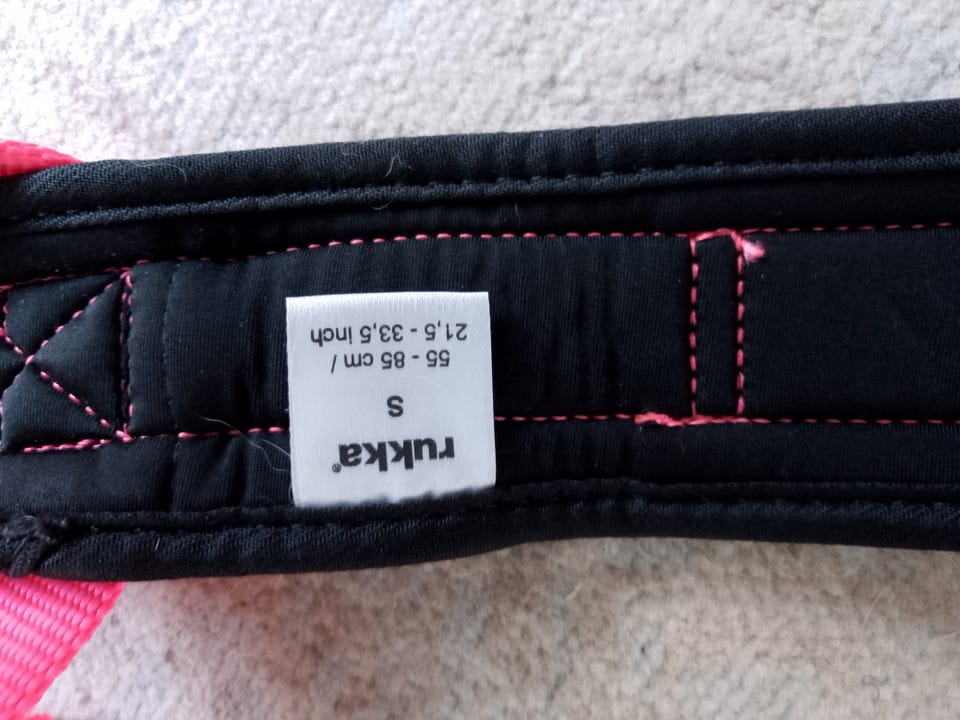 rukka®
S
55 - 85 cm /
21,5 - 33,5 inch